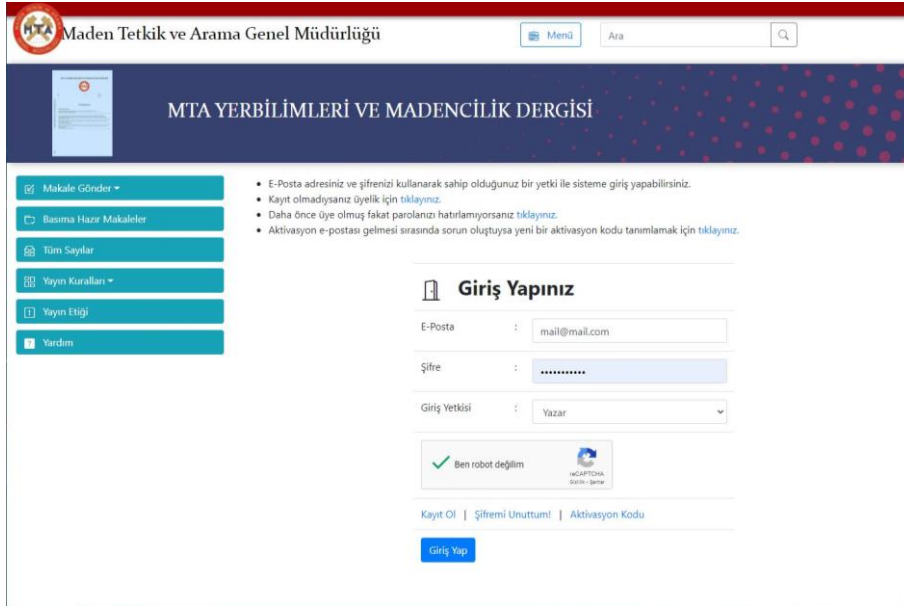 MTA
Maden Tetkik ve Arama Genel Müdürlüğü
Menü
Ara
MTA YERBİLİMLERİ VE MADENCİLİK DERGİSİ
Makale Gönder
Basıma Hazır Makaleler
Tüm Sayılar
Yayın Kuralları
Yayın Etiği
Yardım
E-Posta adresiniz ve şifrenizi kullanarak sahip olduğunuz bir yetki ile sisteme giriş yapabilirsiniz.
Kayıt olmadıysanız üyelik için tıklayınız.
Daha önce üye olmuş fakat parolanızı hatırlamıyorsanız tıklayınız.
Aktivasyon e-postası gelmesi sırasında sorun oluştuysa yeni bir aktivasyon kodu tanımlamak için tıklayınız.
Giriş Yapınız
E-Posta : mail@mail.com
Şifre : •••••••••••
Giriş Yetkisi : Yazar
Ben robot değilim
reCAPTCHA
Kayıt Ol | Şifremi Unuttum! | Aktivasyon Kodu
Giriş Yap